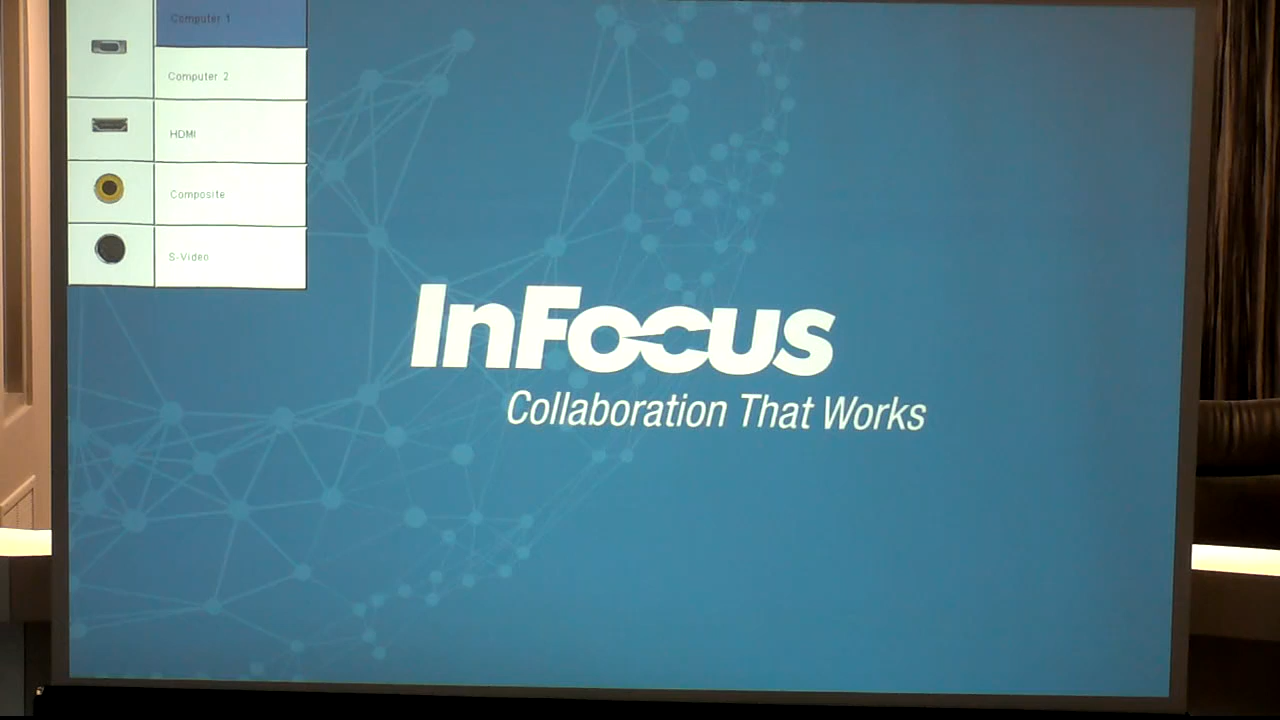 Computer 1
Computer 2
HDMI
Composite
S-Video
InFocus
Collaboration That Works